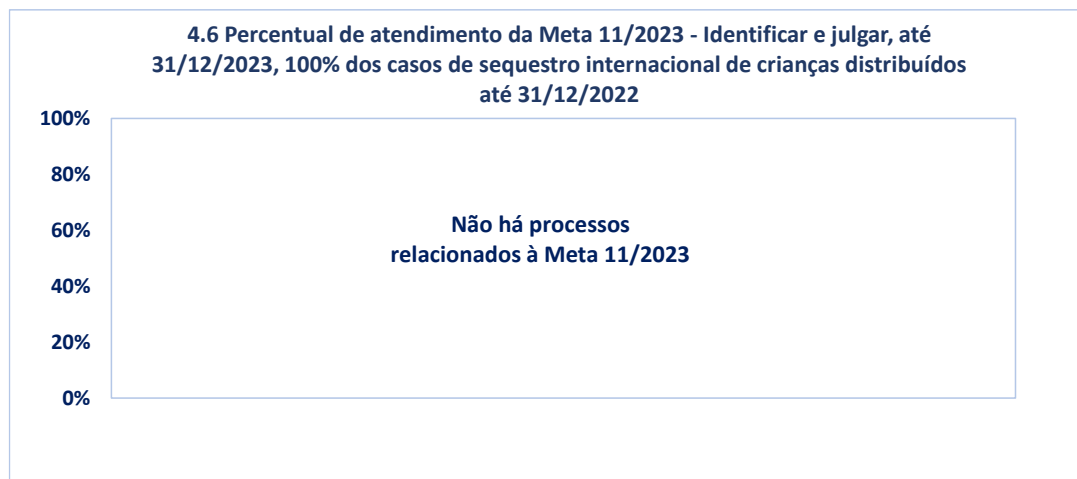 4.6 Percentual de atendimento da Meta 11/2023 - Identificar e julgar, até
31/12/2023, 100% dos casos de sequestro internacional de crianças distribuídos
até 31/12/2022
100%
80%
60%
40%
20%
0%
Não há processos
relacionados à Meta 11/2023